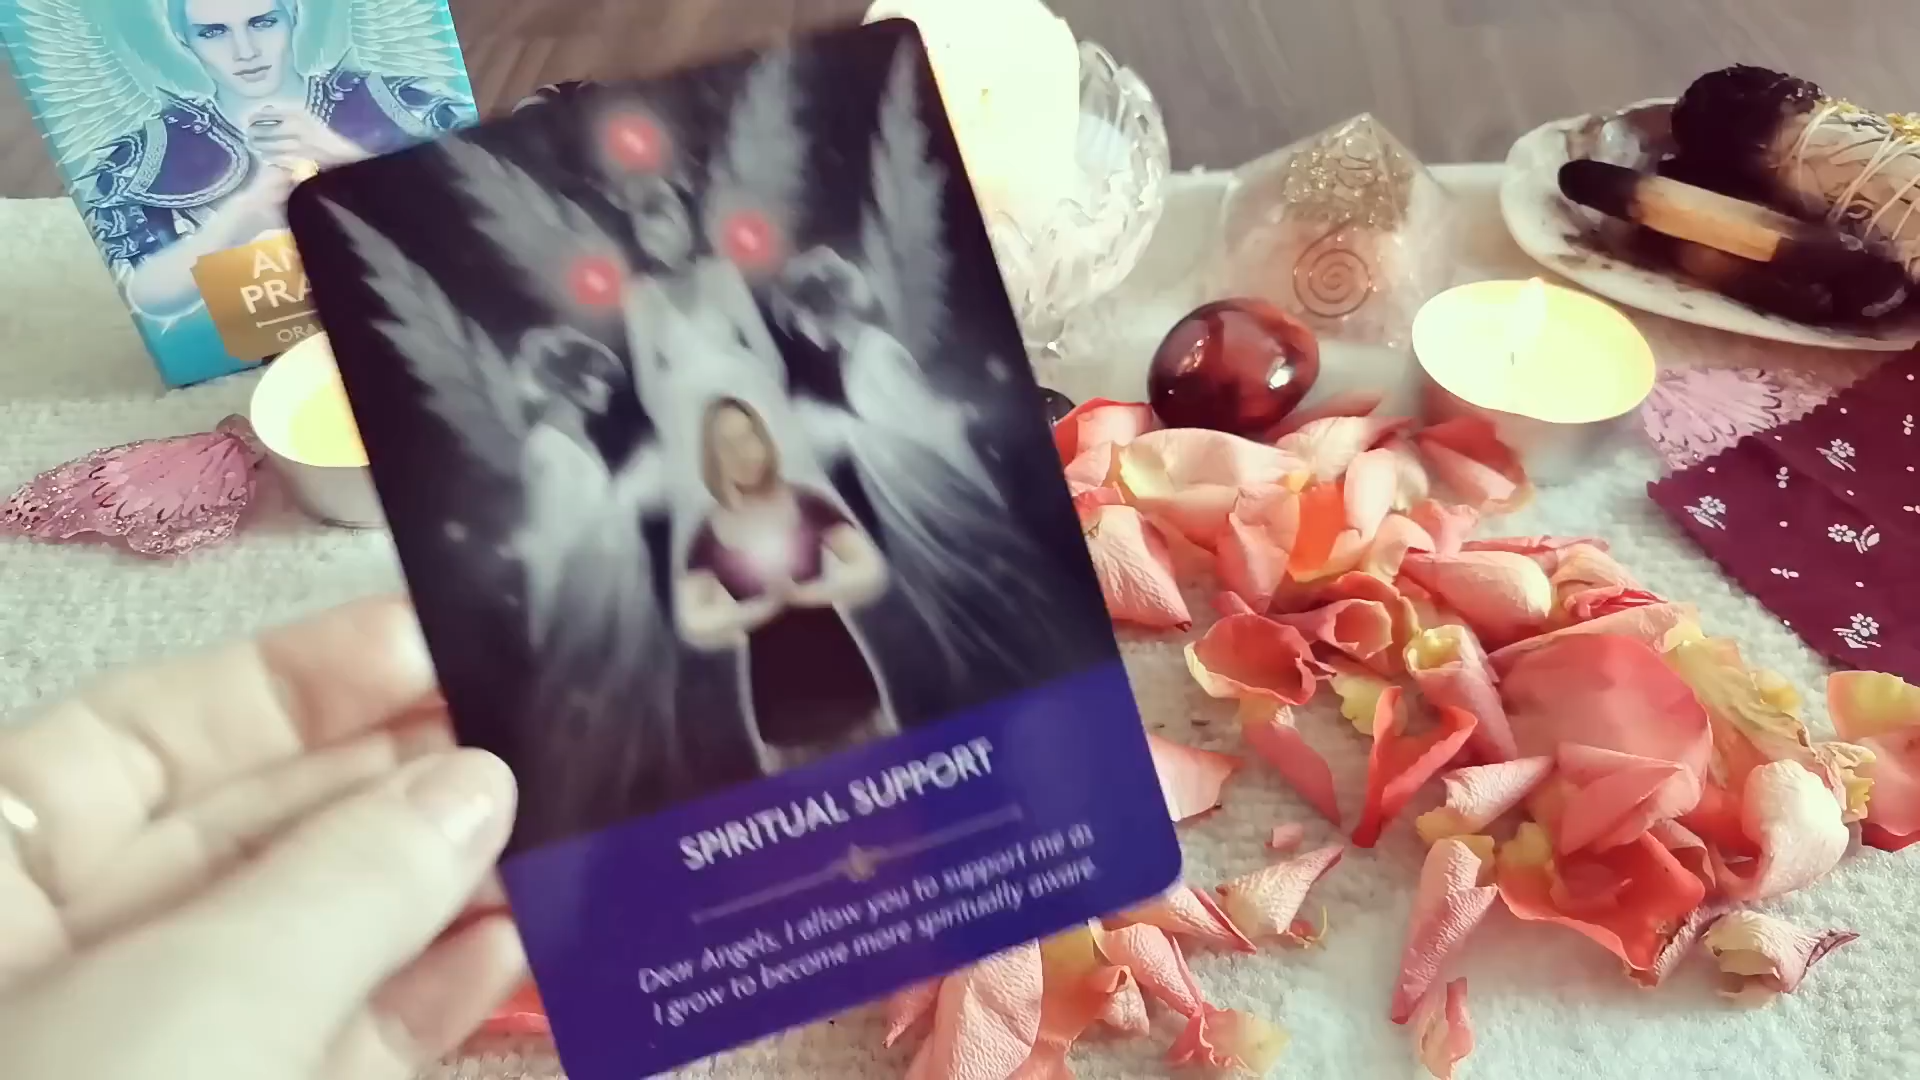 AN
PRA
ORA
SPIRITUAL SUPPORT
Dear Angels, I allow you to support me as
I grow to become more spiritually aware.